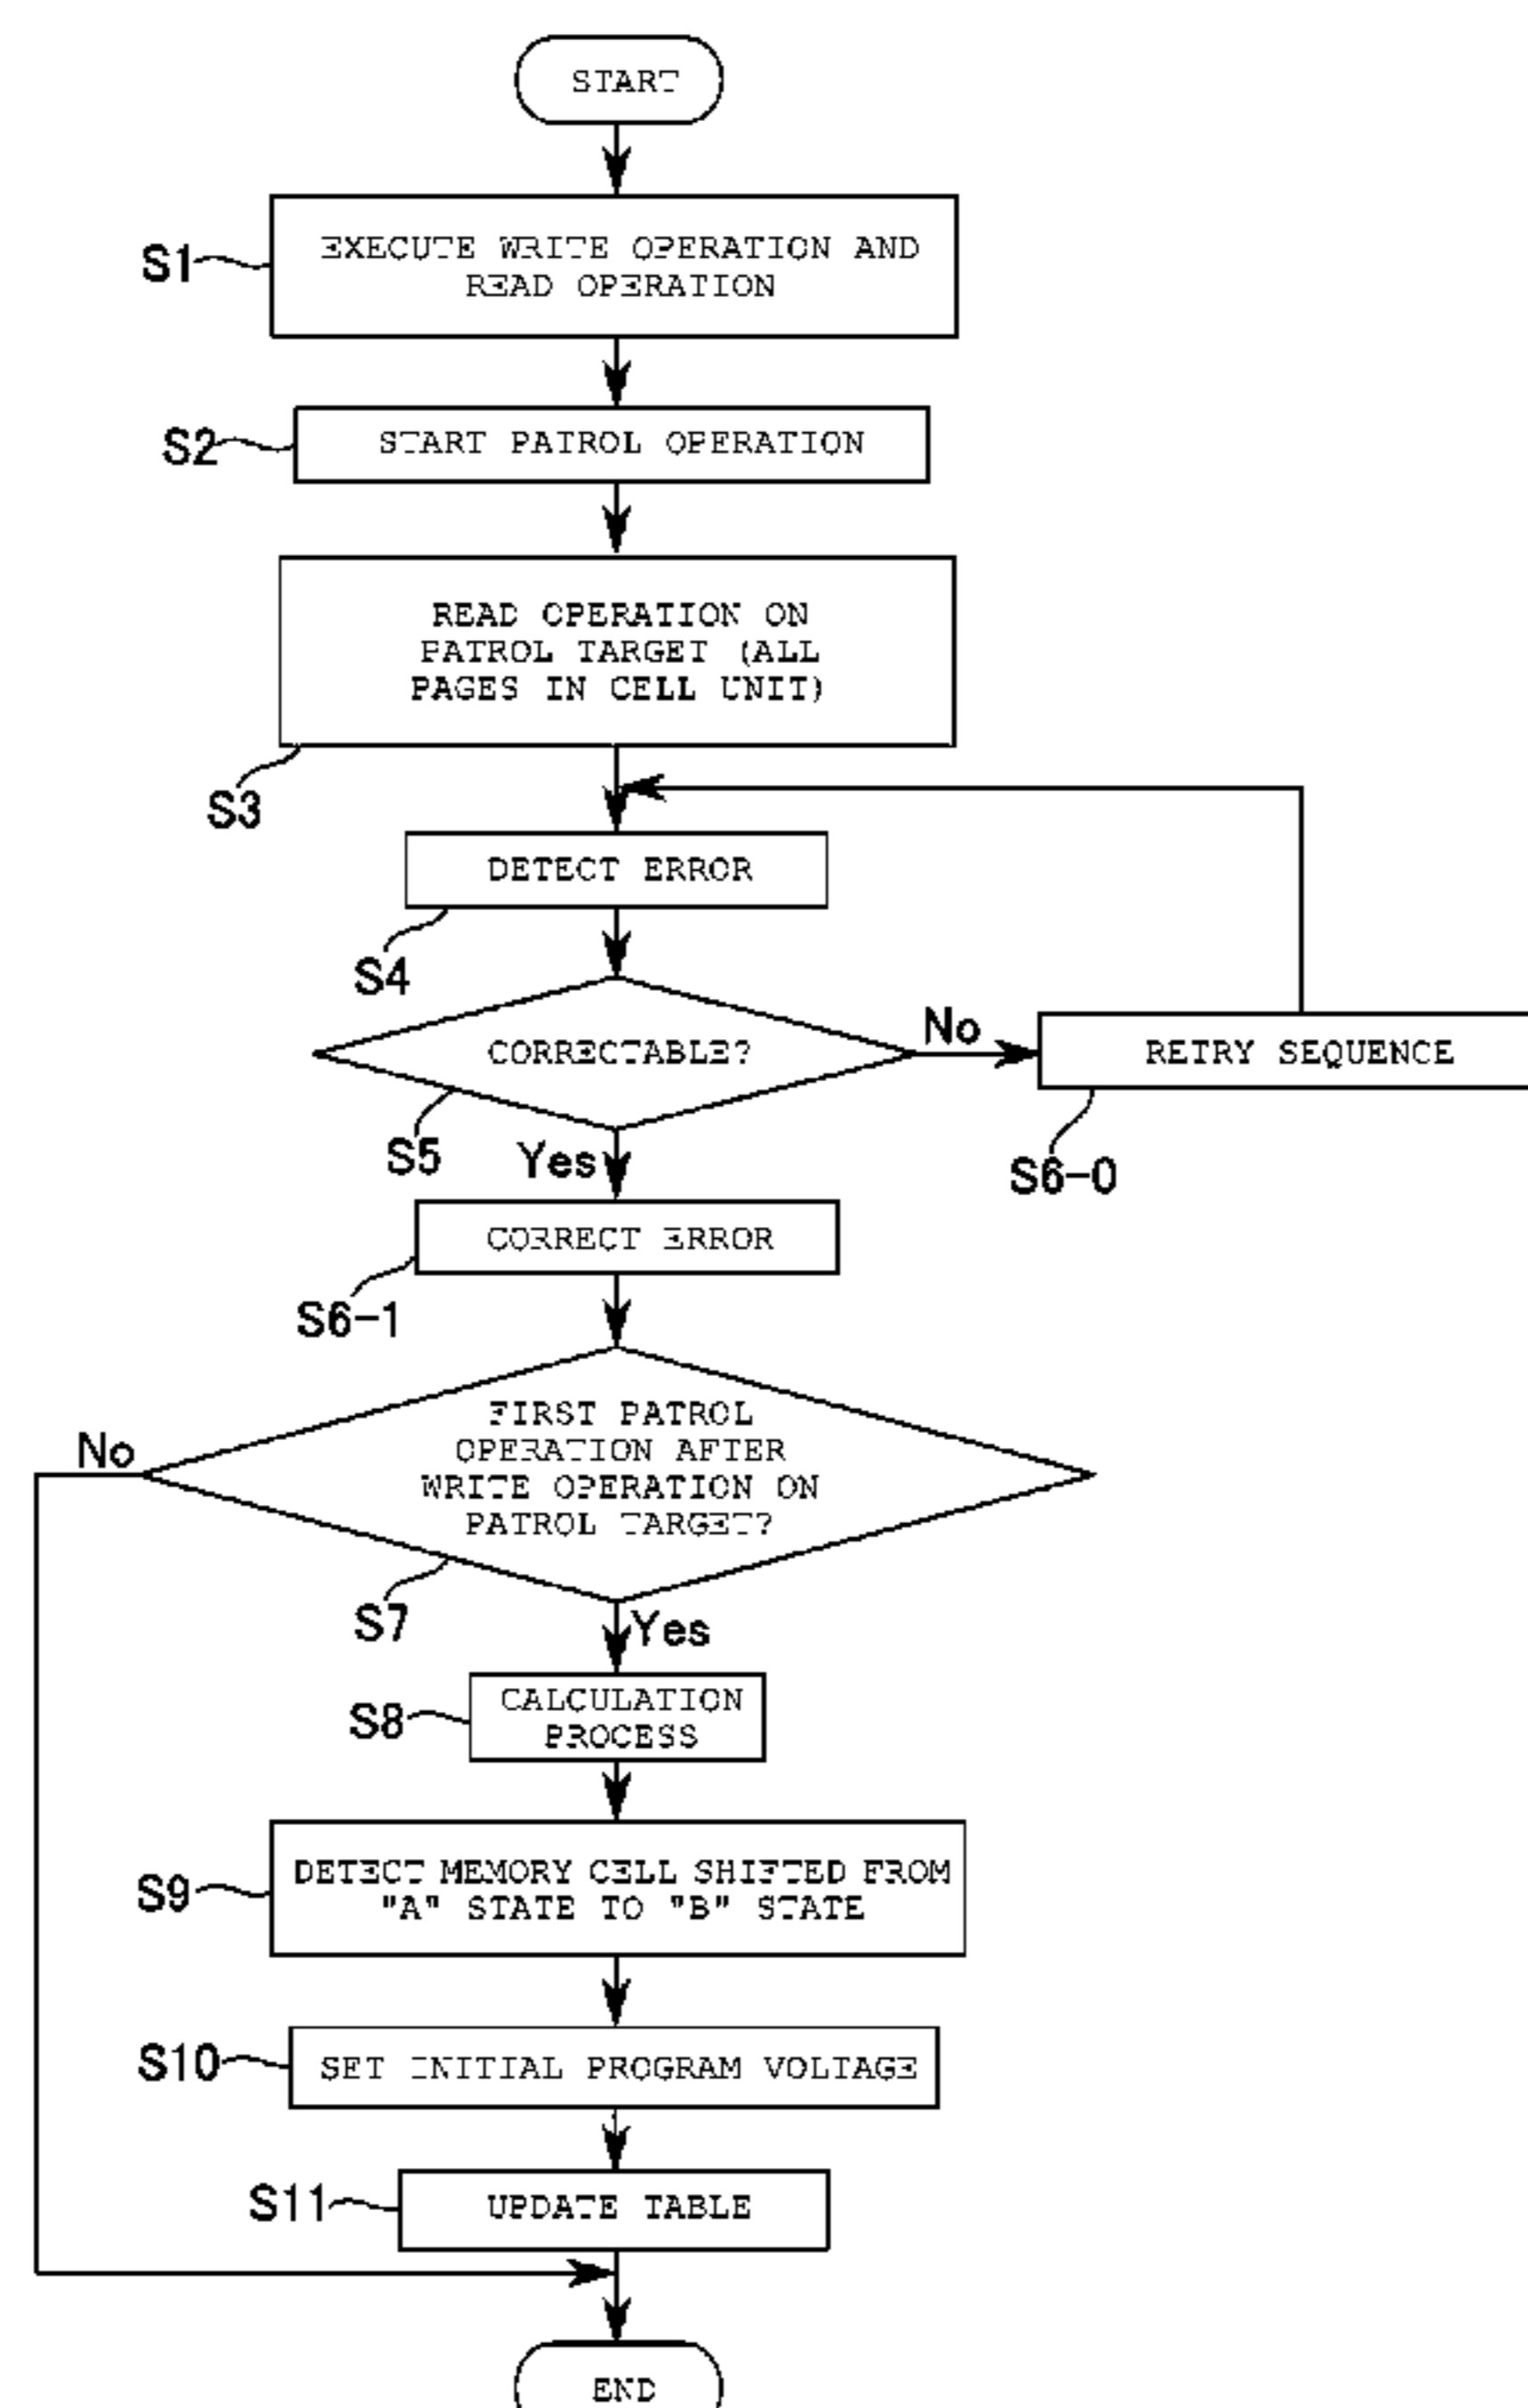 START
S1
EXECUTE WRITE OPERATION AND
READ OPERATION
S2
START PATROL OPERATION
READ OPERATION ON
PATROL TARGET (ALL
PAGES IN CELL UNIT)
S3
DETECT ERROR
S4
CORRECTABLE?
No
RETRY SEQUENCE
S5
Yes
S6-0
CORRECT ERROR
S6-1
FIRST PATROL
OPERATION AFTER
WRITE OPERATION ON
PATROL TARGET?
No
S7
Yes
S8
CALCULATION
PROCESS
S9
DETECT MEMORY CELL SHIFTED FROM
"A" STATE TO "B" STATE
S10
SET INITIAL PROGRAM VOLTAGE
S11
UPDATE TABLE
END